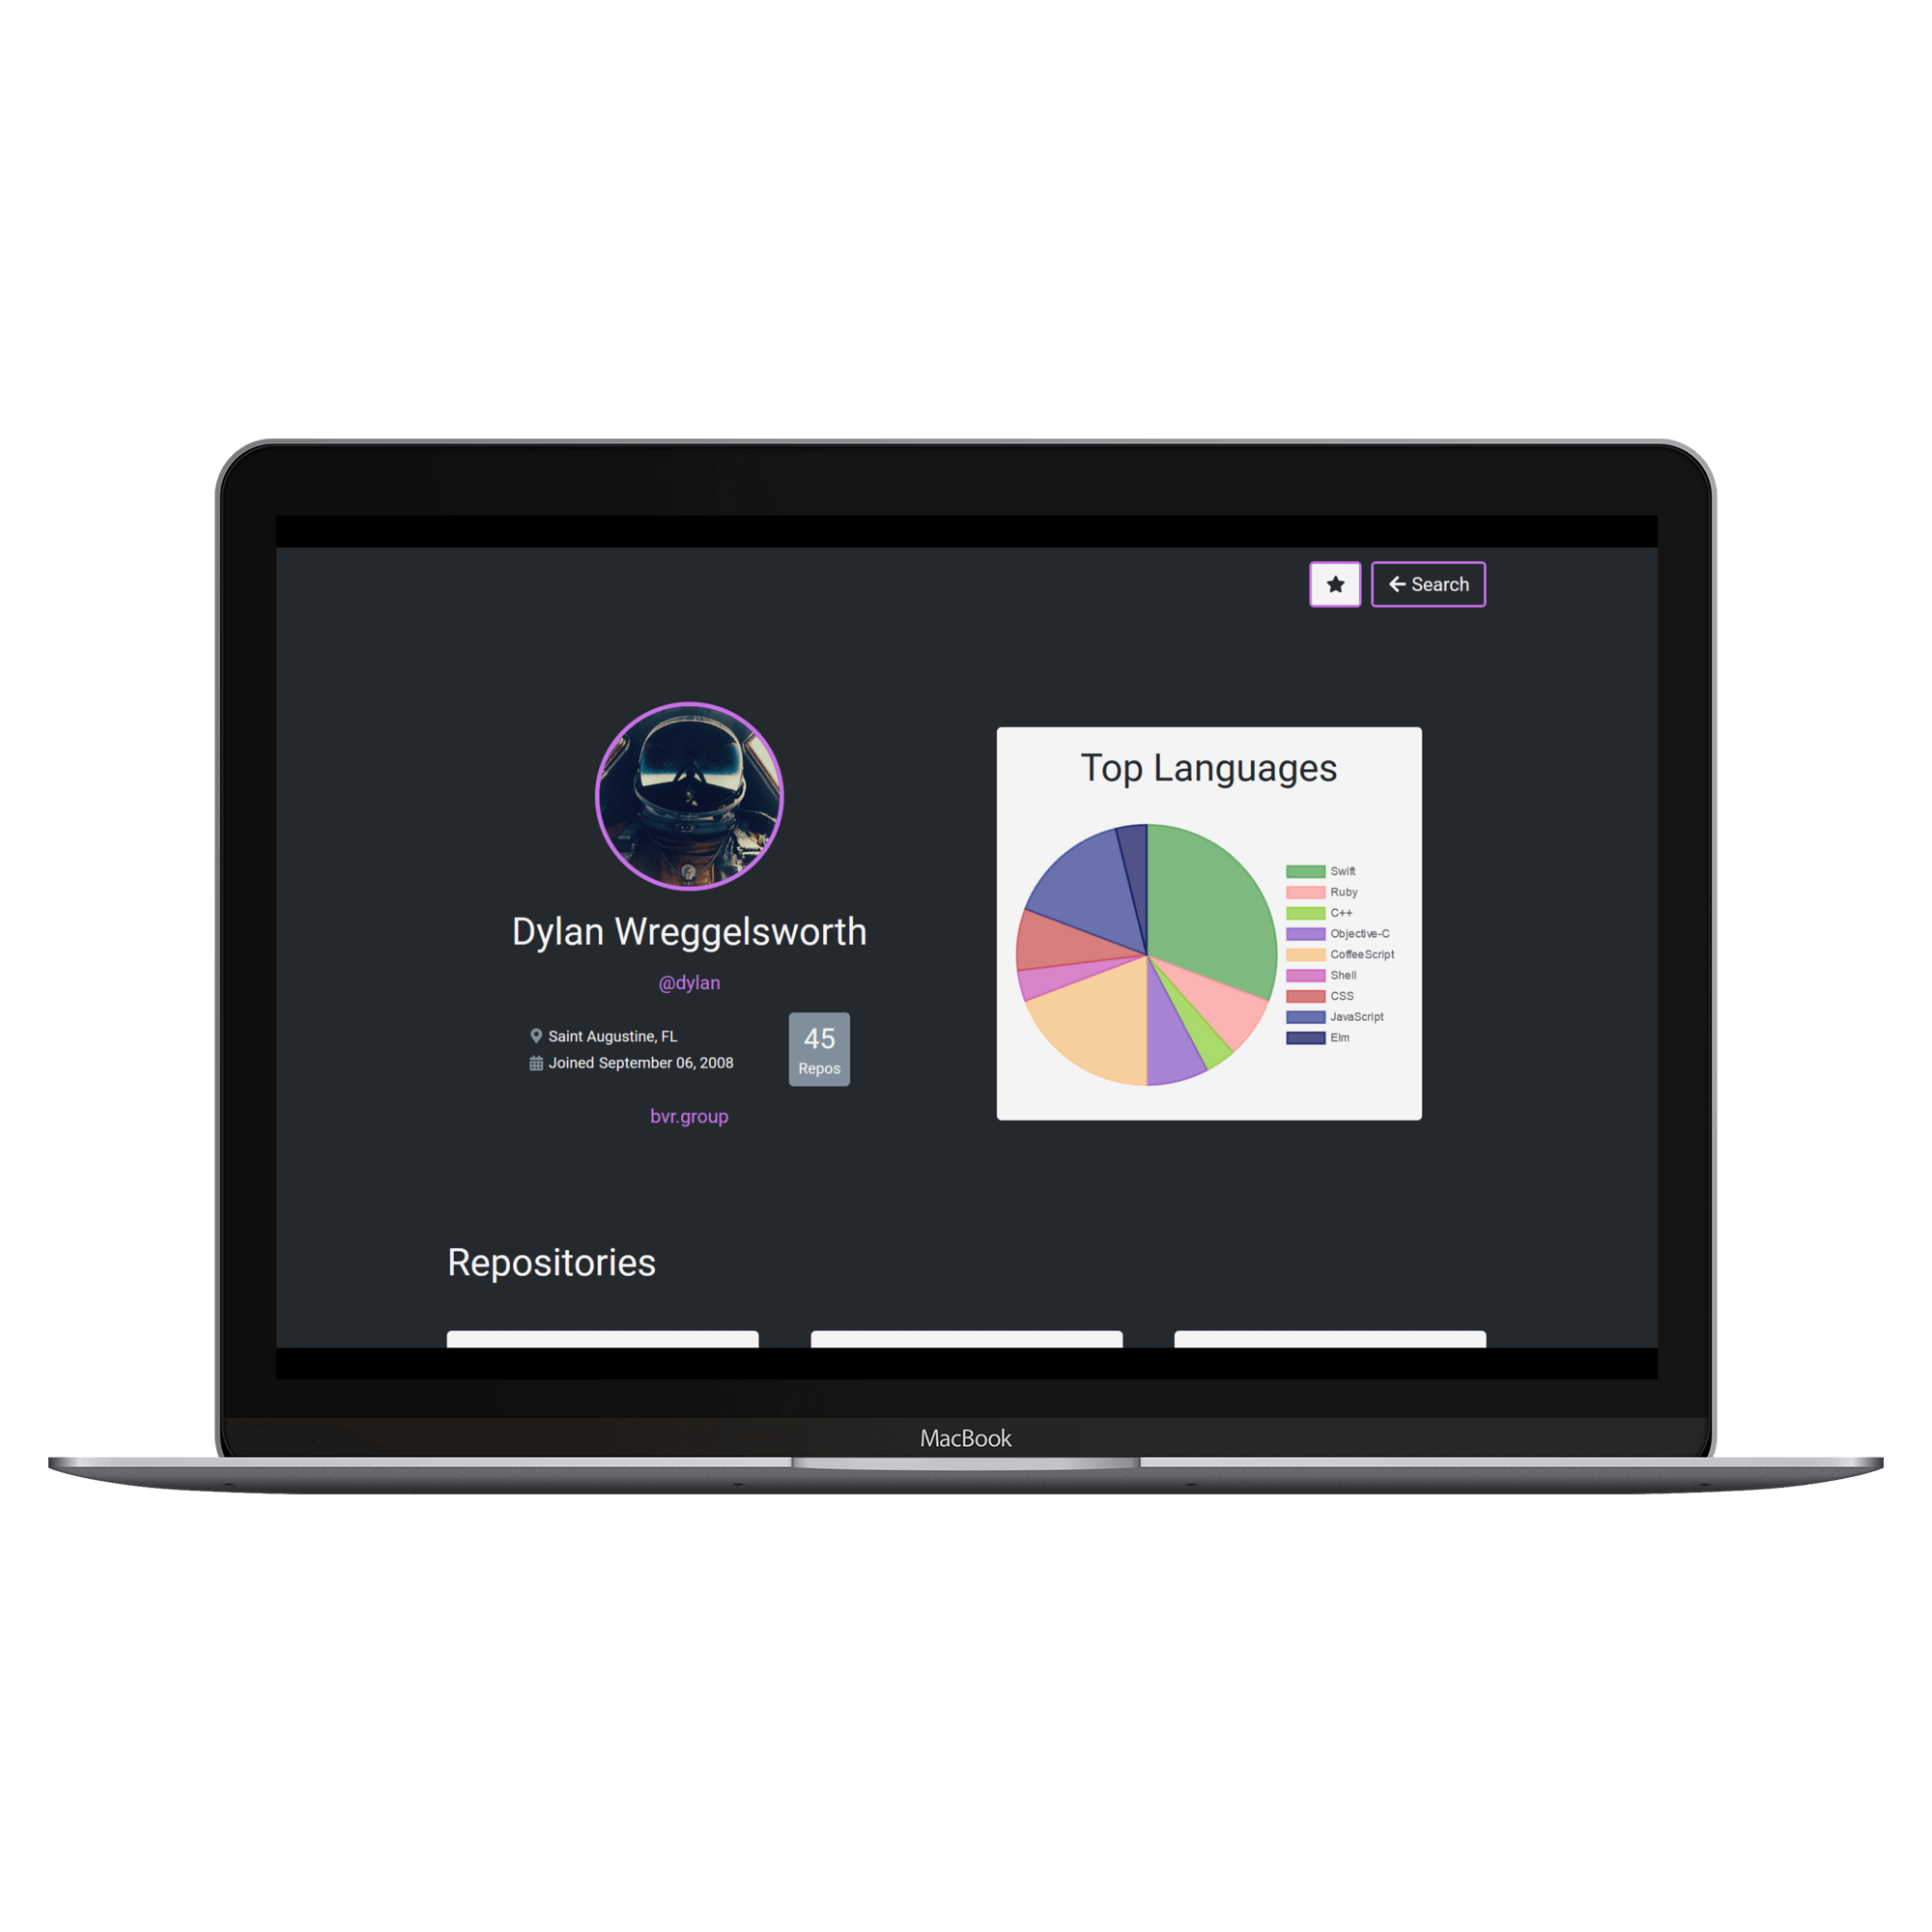 Search
Dylan Wreggelsworth
@dylan
Saint Augustine, FL
Joined September 06, 2008
45
Repos
bvr.group
Top Languages
Swift
Ruby
C++
Objective-C
CoffeeScript
Shell
CSS
JavaScript
Elm
Repositories
MacBook